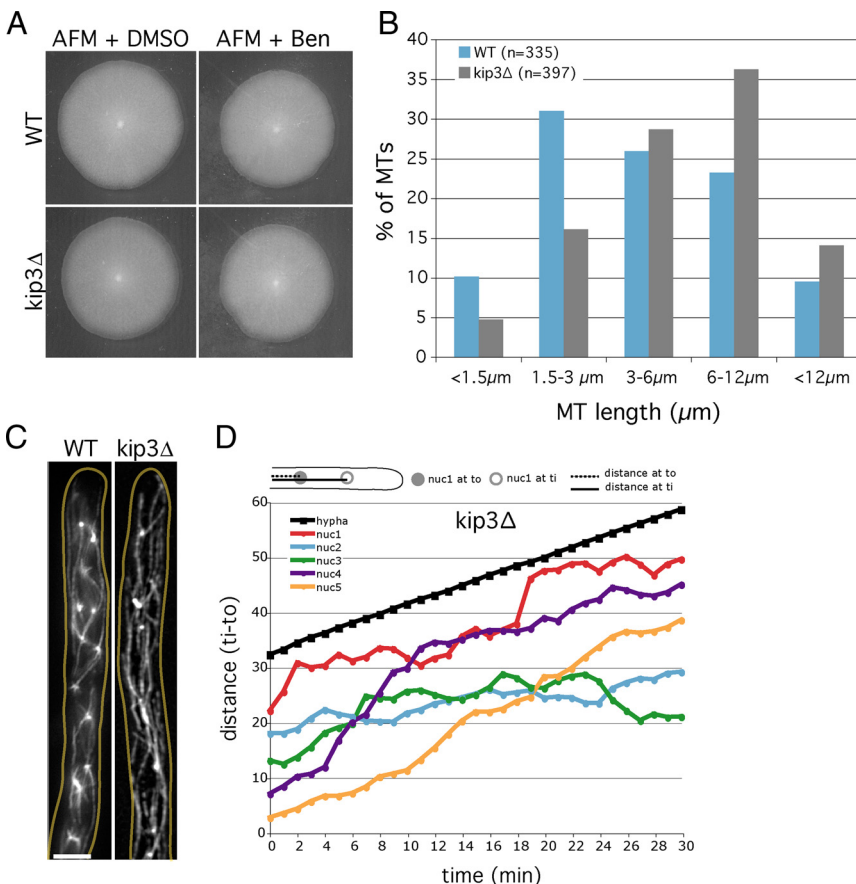 A
AFM + DMSO
AFM + Ben
WT
kip3Δ
B
WT (n=335)
kip3Δ (n=397)
40
35
30
25
20
15
10
5
0
% of MTs
<1.5µm
1.5-3 µm
3-6µm
6-12µm
<12µm
MT length (µm)
C
WT
kip3Δ
D
nuc1 at to
nuc1 at ti
distance at to
distance at ti
kip3Δ
hypha
nuc1
nuc2
nuc3
nuc4
nuc5
60
50
40
30
20
10
0
distance (ti-to)
0 2 4 6 8 10 12 14 16 18 20 22 24 26 28 30
time (min)